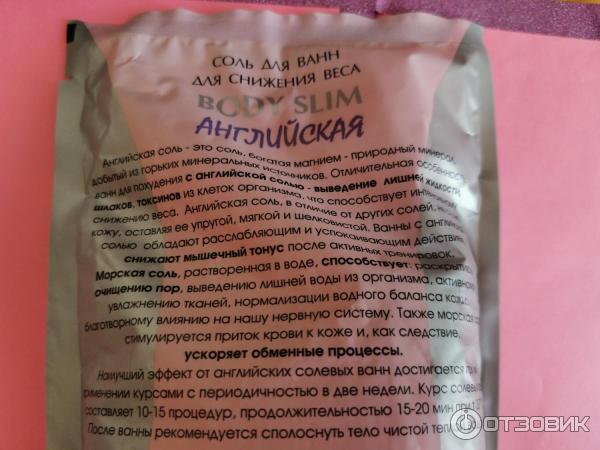 СОЛЬ ДЛЯ ВАНН
ДЛЯ СНИЖЕНИЯ ВЕСА
BODY SLIM
АНГЛИЙСКАЯ
Английская соль - это соль, богатая магнием - природный минерал,
добытый из горьких минеральных источников. Отличительная особенность
ванн для похудения с английской солью - выведение лишней жидкости,
шлаков, токсинов из клеток организма, что способствует
снижению веса. Английская соль, в отличие от других солей,
кожу, оставляя ее упругой, мягкой и шелковистой. Ванны с английской
солью обладают расслабляющим и успокаивающим действием,
снижают мышечный тонус после активных тренировок.
Морская соль, растворенная в воде, способствует: раскрытию
очищению пор, выведению лишней воды из организма, активному
увлажнению тканей, нормализации водного баланса кожи,
благотворному влиянию на нашу нервную систему. Также морская
стимулируется приток крови к коже и, как следствие,
ускоряет обменные процессы.
Наилучший эффект от английских солевых ванн достигается при
применении курсами с периодичностью в две недели. Курс солевых
составляет 10-15 процедур, продолжительностью 15-20 мин при
После ванны рекомендуется сполоснуть тело чистой
ОТЗОВИК